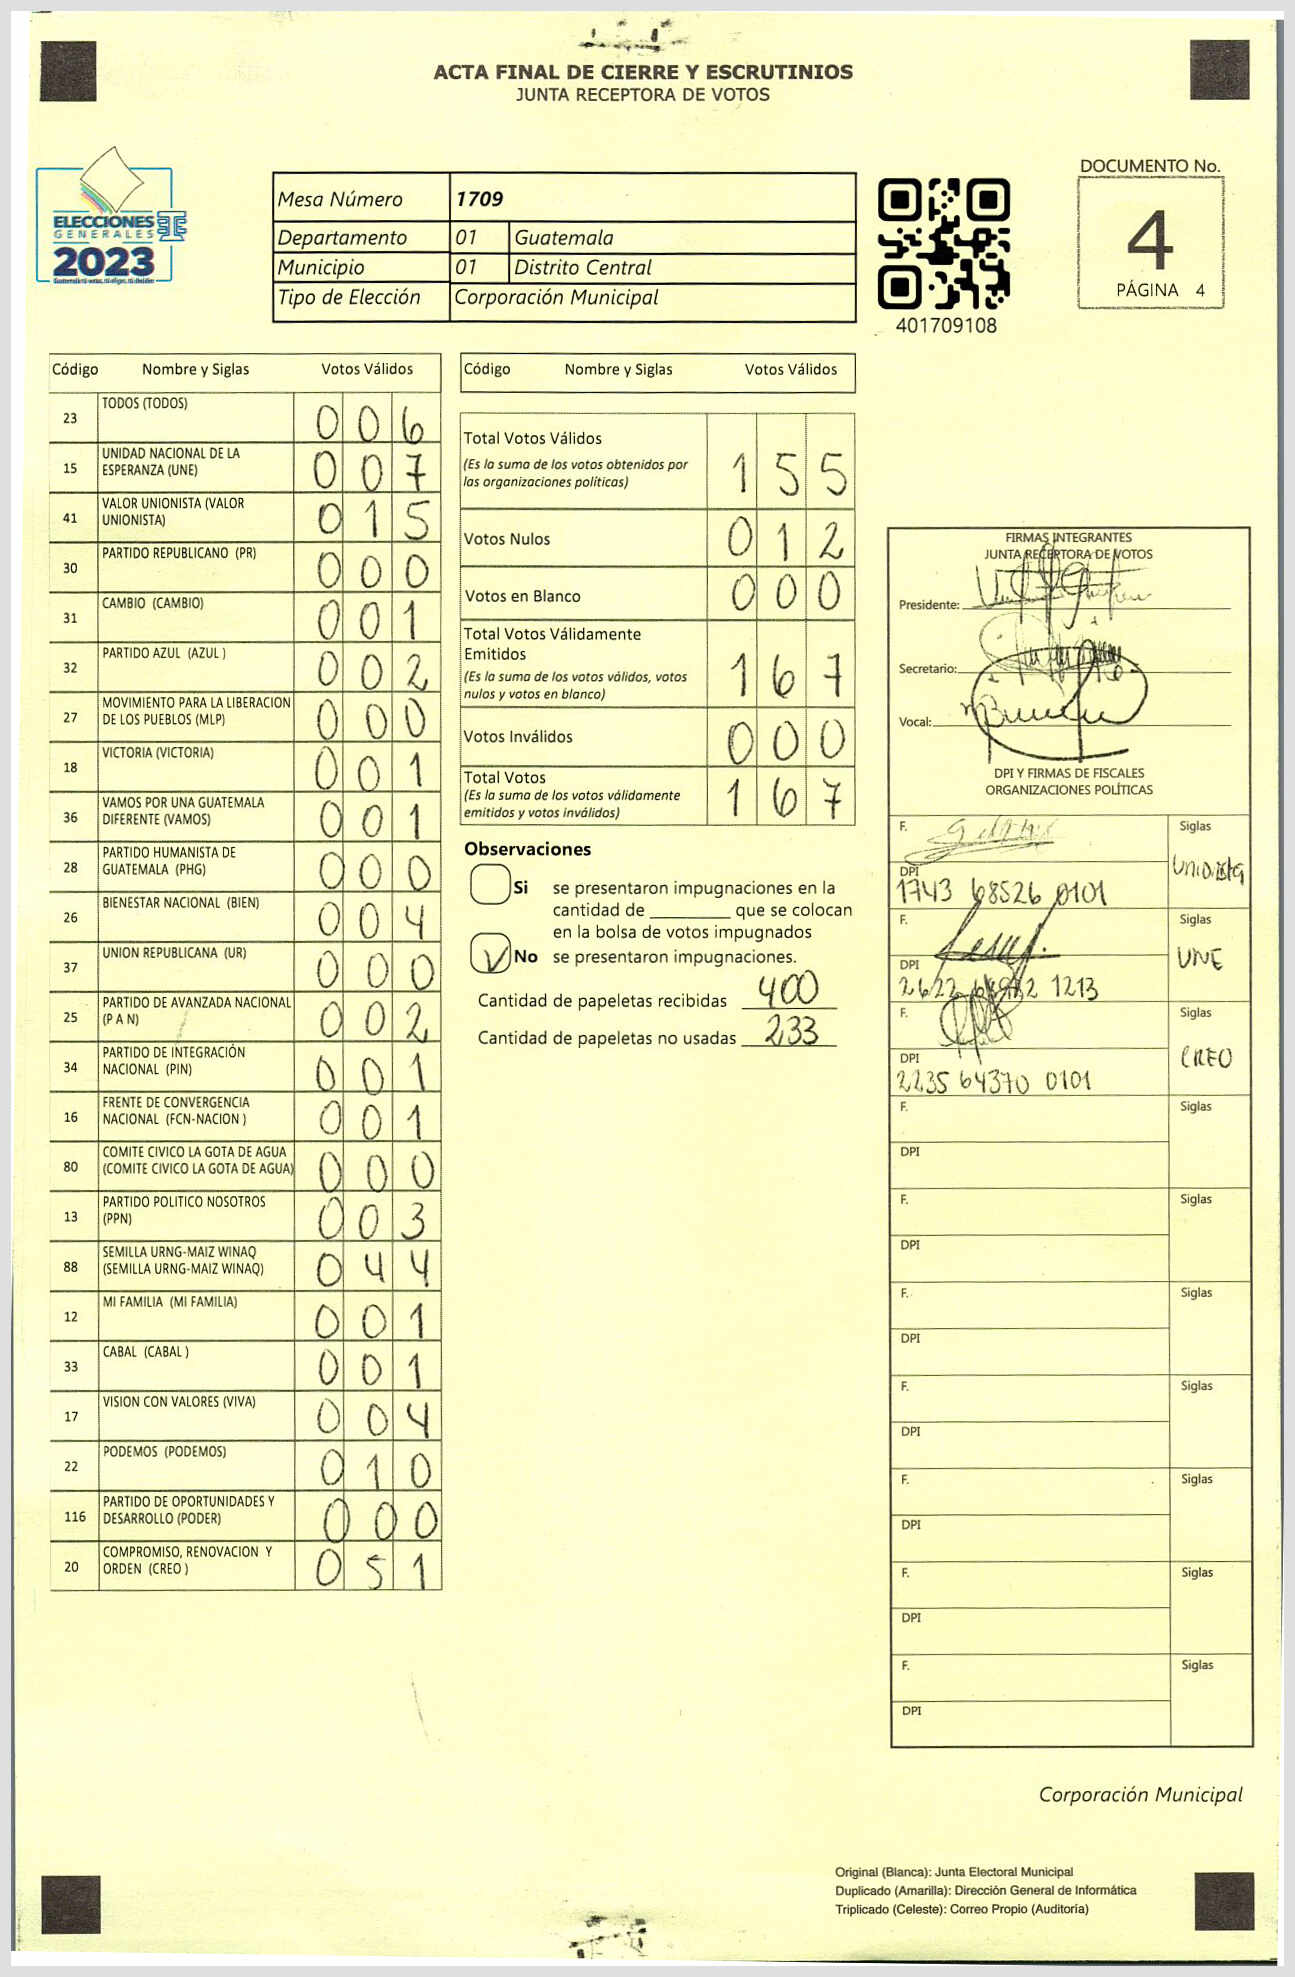 ACTA FINAL DE CIERRE Y ESCRUTINIOS
JUNTA RECEPTORA DE VOTOS
ELECCIONES
GENERALES
2023
Mesa Número 1709
Departamento 01 Guatemala
Municipio 01 Distrito Central
Tipo de Elección Corporación Municipal
401709108
DOCUMENTO No.
4
PÁGINA 4
Código Nombre y Siglas Votos Válidos
23 TODOS (TODOS) 0 0 6
15 UNIDAD NACIONAL DE LA
ESPERANZA (UNE) 0 0 7
41 VALOR UNIONISTA (VALOR
UNIONISTA) 0 1 5
30 PARTIDO REPUBLICANO (PR) 0 0 0
31 CAMBIO (CAMBIO) 0 0 1
32 PARTIDO AZUL (AZUL ) 0 0 2
27 MOVIMIENTO PARA LA LIBERACION
DE LOS PUEBLOS (MLP) 0 0 0
18 VICTORIA (VICTORIA) 0 0 1
36 VAMOS POR UNA GUATEMALA
DIFERENTE (VAMOS) 0 0 1
28 PARTIDO HUMANISTA DE
GUATEMALA (PHG) 0 0 0
26 BIENESTAR NACIONAL (BIEN) 0 0 4
37 UNION REPUBLICANA (UR) 0 0 0
25 PARTIDO DE AVANZADA NACIONAL
(P A N) 0 0 2
34 PARTIDO DE INTEGRACIÓN
NACIONAL (PIN) 0 0 1
16 FRENTE DE CONVERGENCIA
NACIONAL (FCN-NACION ) 0 0 1
80 COMITE CIVICO LA GOTA DE AGUA
(COMITE CIVICO LA GOTA DE AGUA) 0 0 0
13 PARTIDO POLITICO NOSOTROS
(PPN) 0 0 3
88 SEMILLA URNG-MAIZ WINAQ
(SEMILLA URNG-MAIZ WINAQ) 0 4 4
12 MI FAMILIA (MI FAMILIA) 0 0 1
33 CABAL (CABAL ) 0 0 1
17 VISION CON VALORES (VIVA) 0 0 4
22 PODEMOS (PODEMOS) 0 1 0
116 PARTIDO DE OPORTUNIDADES Y
DESARROLLO (PODER) 0 0 0
20 COMPROMISO, RENOVACION Y
ORDEN (CREO ) 0 5 1
Código Nombre y Siglas Votos Válidos
Total Votos Válidos
(Es la suma de los votos obtenidos por
las organizaciones políticas) 1 5 5
Votos Nulos 0 1 2
Votos en Blanco 0 0 0
Total Votos Válidamente
Emitidos
(Es la suma de los votos válidos, votos
nulos y votos en blanco) 1 6 7
Votos Inválidos 0 0 0
Total Votos
(Es la suma de los votos válidamente
emitidos y votos inválidos) 1 6 7
Observaciones
Si se presentaron impugnaciones en la
cantidad de ________ que se colocan
en la bolsa de votos impugnados
No se presentaron impugnaciones.
Cantidad de papeletas recibidas 400
Cantidad de papeletas no usadas 233
FIRMAS INTEGRANTES
JUNTA RECEPTORA DE VOTOS
Presidente:
Secretario:
Vocal:
DPI Y FIRMAS DE FISCALES
ORGANIZACIONES POLÍTICAS
F. Siglas
Unionista
DPI
1743 68526 0101
F. Siglas
UNE
DPI
2622 1213
F. Siglas
CREO
DPI
2235 64370 0101
F. Siglas
DPI
F. Siglas
DPI
F. Siglas
DPI
F. Siglas
DPI
F. Siglas
DPI
F. Siglas
DPI
F. Siglas
DPI
Corporación Municipal
Original (Blanca): Junta Electoral Municipal
Duplicado (Amarilla): Dirección General de Informática
Triplicado (Celeste): Correo Propio (Auditoría)